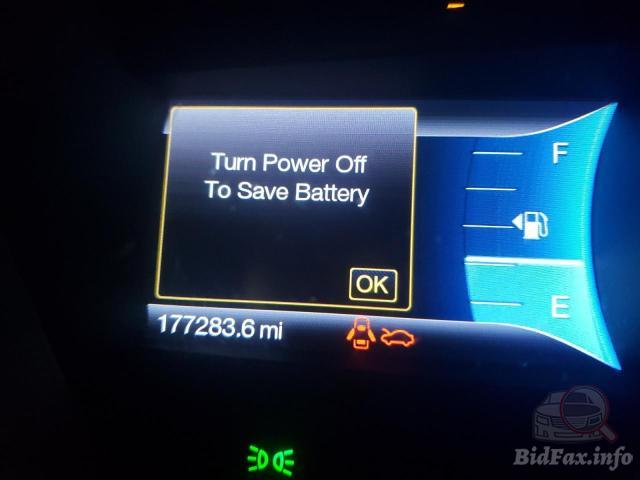 Turn Power Off
To Save Battery
OK
F
E
177283.6 mi
BidFax.info